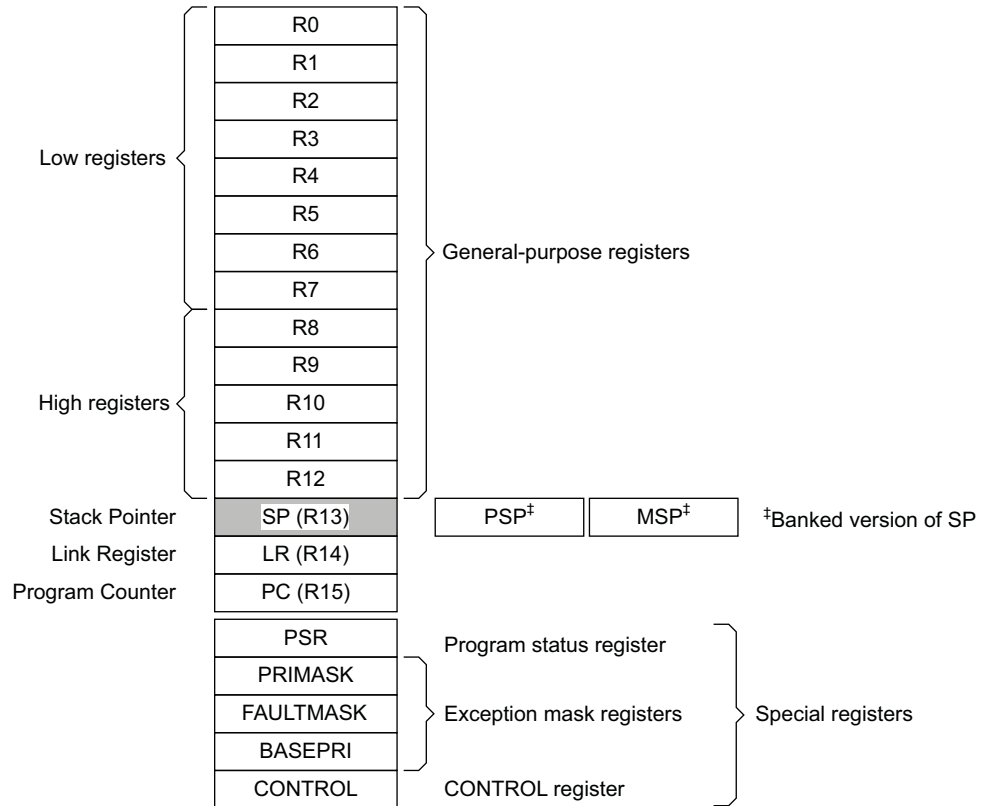 R0
R1
R2
R3
Low registers
R4
R5
R6
General-purpose registers
R7
R8
R9
High registers
R10
R11
R12
Stack Pointer
SP (R13)
PSP‡
MSP‡
‡Banked version of SP
Link Register
LR (R14)
Program Counter
PC (R15)
PSR
Program status register
PRIMASK
FAULTMASK
Exception mask registers
Special registers
BASEPRI
CONTROL
CONTROL register